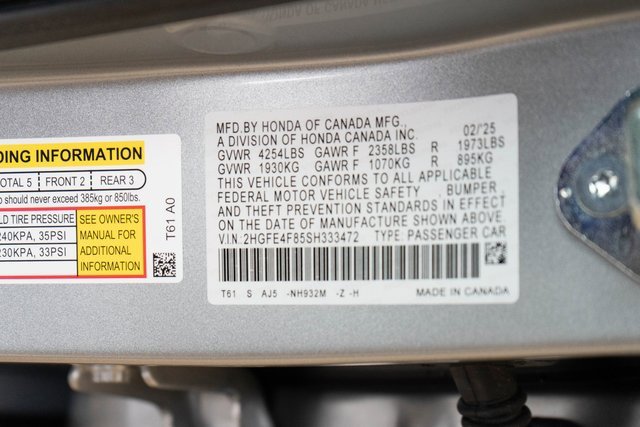 DING INFORMATION
OTAL 5 | FRONT 2 | REAR 3
o should never exceed 385kg or 850lbs.
LD TIRE PRESSURE
240KPA, 35PSI
230KPA, 33PSI
SEE OWNER'S
MANUAL FOR
ADDITIONAL
INFORMATION
T61 A0
MFD.BY HONDA OF CANADA MFG., 02/'25
A DIVISION OF HONDA CANADA INC.
GVWR 4254LBS GAWR F 2358LBS R 1973LBS
GVWR 1930KG GAWR F 1070KG R 895KG
THIS VEHICLE CONFORMS TO ALL APPLICABLE
FEDERAL MOTOR VEHICLE SAFETY , BUMPER ,
AND THEFT PREVENTION STANDARDS IN EFFECT
ON THE DATE OF MANUFACTURE SHOWN ABOVE.
V.I.N: 2HGFE4F85SH333472 TYPE: PASSENGER CAR
T61 S AJ5 -NH932M -Z -H MADE IN CANADA